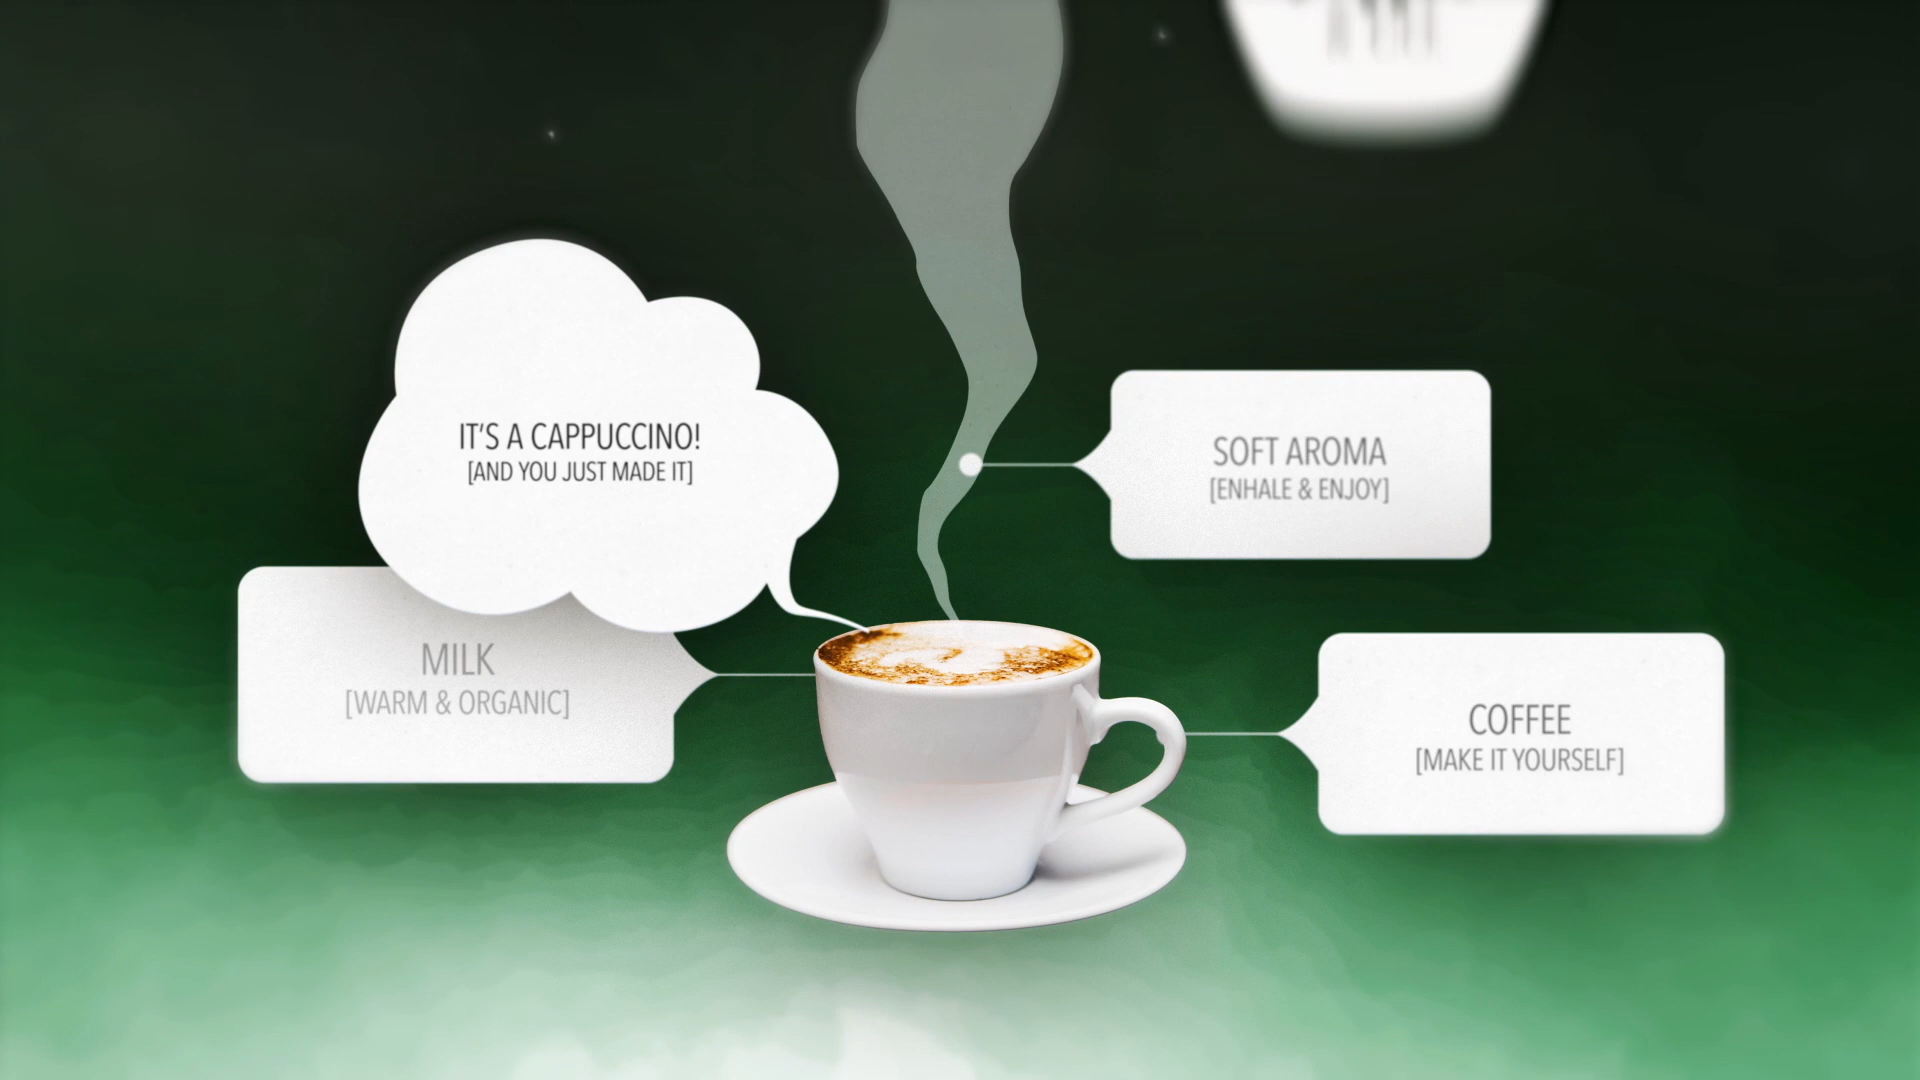 IT'S A CAPPUCCINO!
[AND YOU JUST MADE IT]
SOFT AROMA
[ENHALE & ENJOY]
MILK
[WARM & ORGANIC]
COFFEE
[MAKE IT YOURSELF]